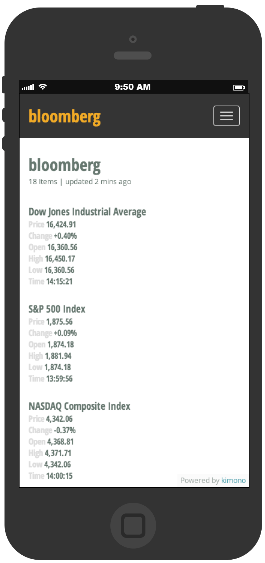 9:50 AM
bloomberg
bloomberg
18 items | updated 2 mins ago
Dow Jones Industrial Average
Price 16,424.91
Change +0.40%
Open 16,360.56
High 16,450.17
Low 16,360.56
Time 14:15:21
S&P 500 Index
Price 1,875.56
Change +0.09%
Open 1,874.18
High 1,881.94
Low 1,874.18
Time 13:59:56
NASDAQ Composite Index
Price 4,342.06
Change -0.37%
Open 4,368.81
High 4,371.71
Low 4,342.06
Time 14:00:15
Powered by kimono